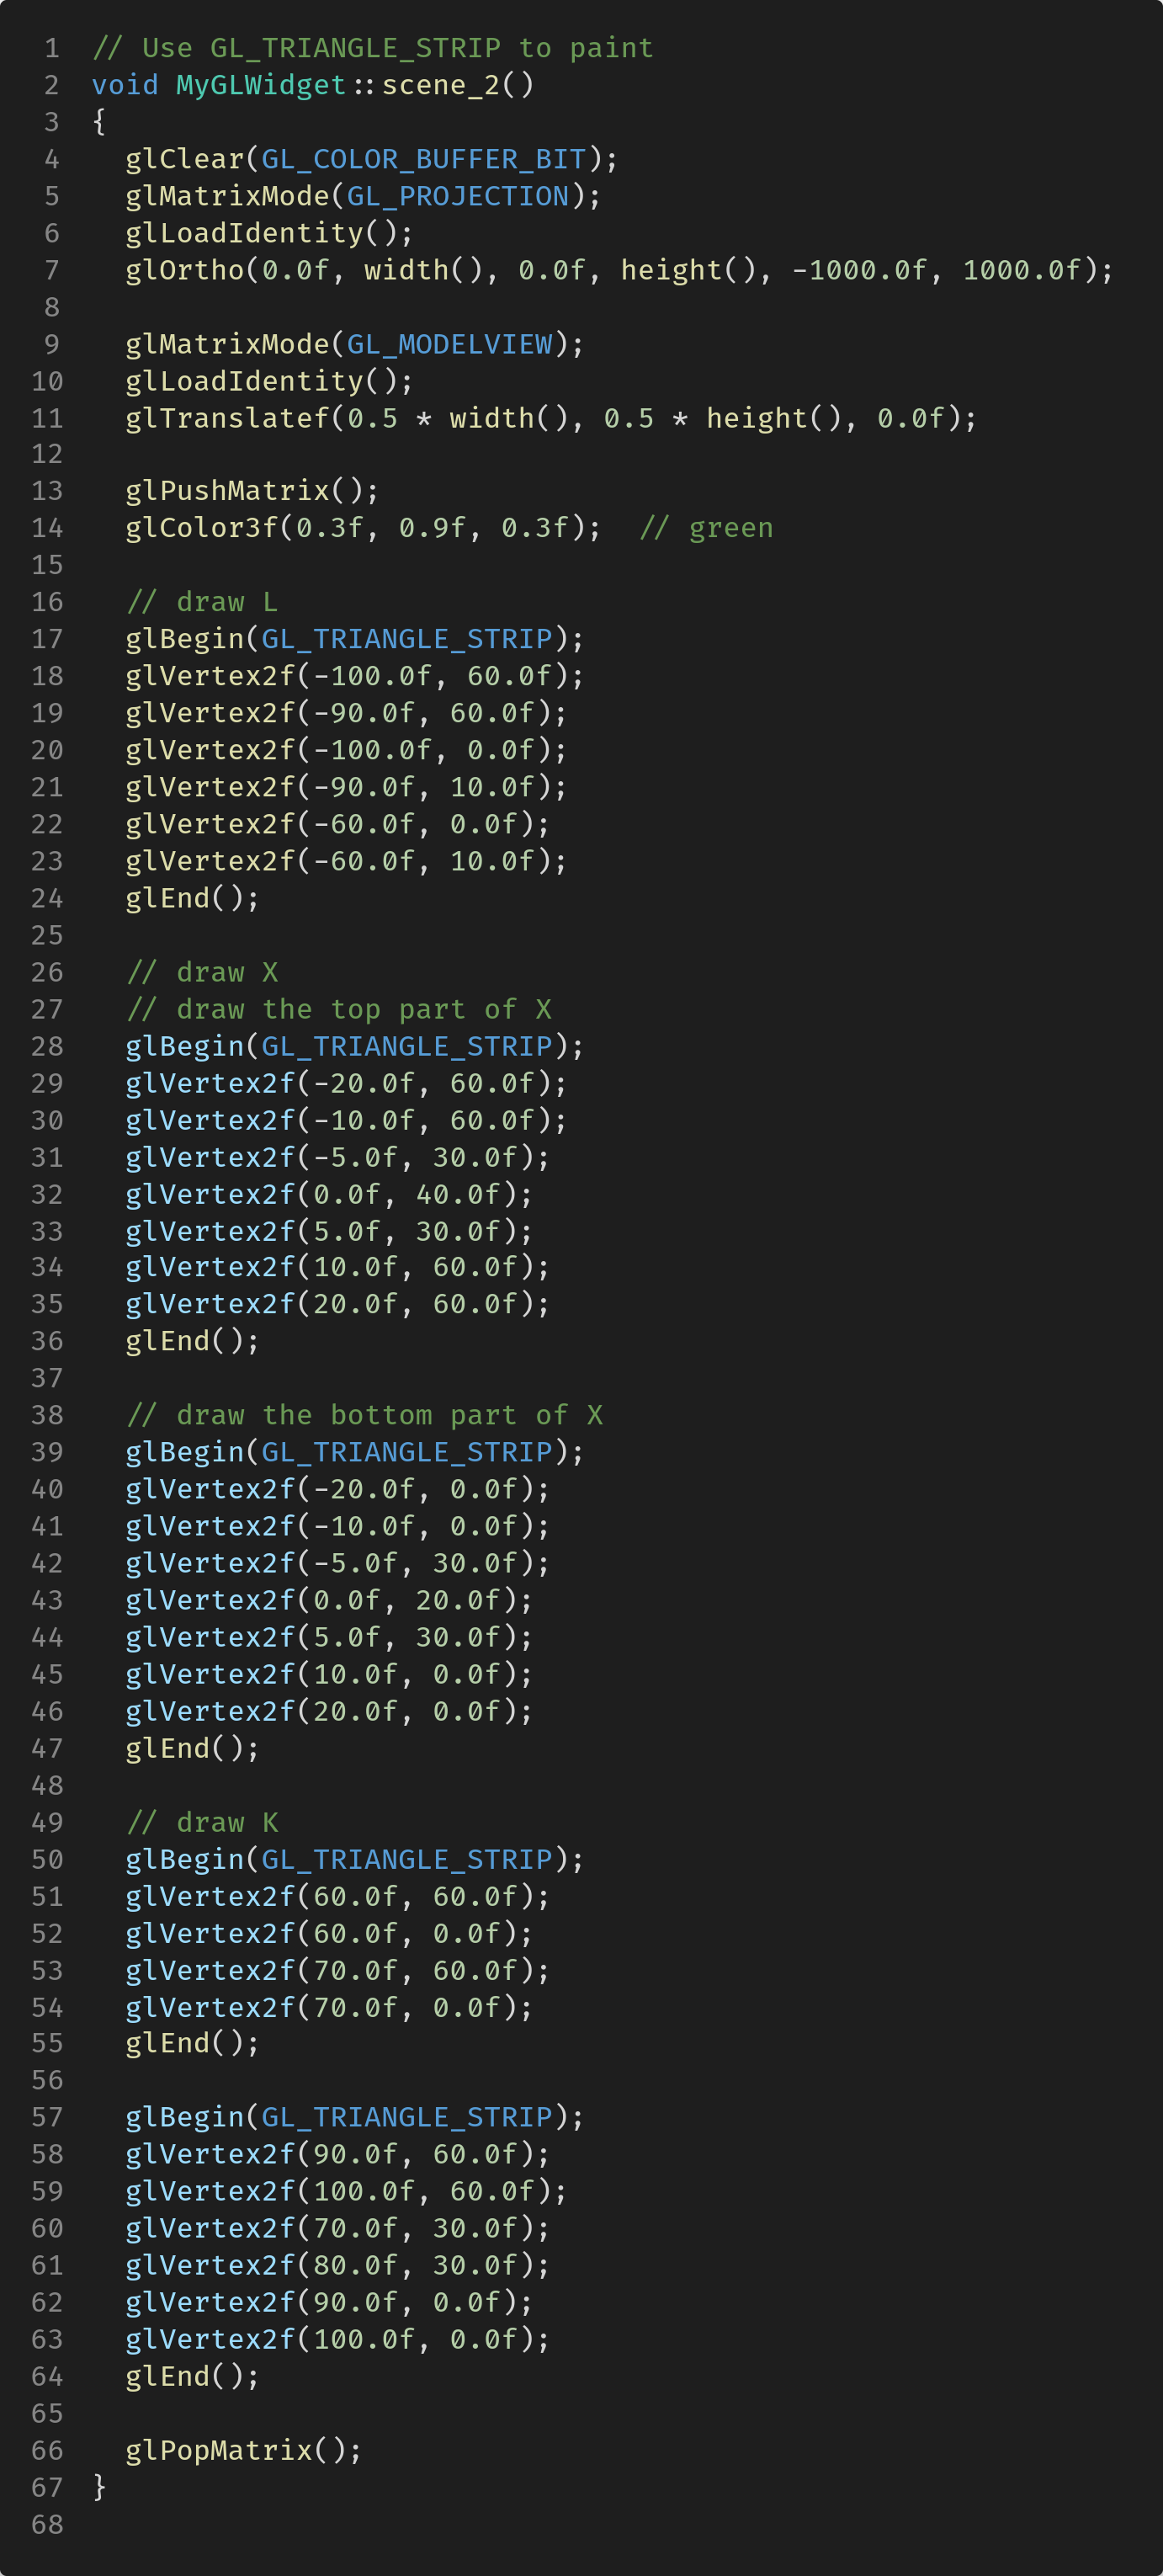 1 // Use GL_TRIANGLE_STRIP to paint
2 void MyGLWidget::scene_2()
3 {
4   glClear(GL_COLOR_BUFFER_BIT);
5   glMatrixMode(GL_PROJECTION);
6   glLoadIdentity();
7   glOrtho(0.0f, width(), 0.0f, height(), -1000.0f, 1000.0f);
8
9   glMatrixMode(GL_MODELVIEW);
10   glLoadIdentity();
11   glTranslatef(0.5 * width(), 0.5 * height(), 0.0f);
12
13   glPushMatrix();
14   glColor3f(0.3f, 0.9f, 0.3f);  // green
15
16   // draw L
17   glBegin(GL_TRIANGLE_STRIP);
18   glVertex2f(-100.0f, 60.0f);
19   glVertex2f(-90.0f, 60.0f);
20   glVertex2f(-100.0f, 0.0f);
21   glVertex2f(-90.0f, 10.0f);
22   glVertex2f(-60.0f, 0.0f);
23   glVertex2f(-60.0f, 10.0f);
24   glEnd();
25
26   // draw X
27   // draw the top part of X
28   glBegin(GL_TRIANGLE_STRIP);
29   glVertex2f(-20.0f, 60.0f);
30   glVertex2f(-10.0f, 60.0f);
31   glVertex2f(-5.0f, 30.0f);
32   glVertex2f(0.0f, 40.0f);
33   glVertex2f(5.0f, 30.0f);
34   glVertex2f(10.0f, 60.0f);
35   glVertex2f(20.0f, 60.0f);
36   glEnd();
37
38   // draw the bottom part of X
39   glBegin(GL_TRIANGLE_STRIP);
40   glVertex2f(-20.0f, 0.0f);
41   glVertex2f(-10.0f, 0.0f);
42   glVertex2f(-5.0f, 30.0f);
43   glVertex2f(0.0f, 20.0f);
44   glVertex2f(5.0f, 30.0f);
45   glVertex2f(10.0f, 0.0f);
46   glVertex2f(20.0f, 0.0f);
47   glEnd();
48
49   // draw K
50   glBegin(GL_TRIANGLE_STRIP);
51   glVertex2f(60.0f, 60.0f);
52   glVertex2f(60.0f, 0.0f);
53   glVertex2f(70.0f, 60.0f);
54   glVertex2f(70.0f, 0.0f);
55   glEnd();
56
57   glBegin(GL_TRIANGLE_STRIP);
58   glVertex2f(90.0f, 60.0f);
59   glVertex2f(100.0f, 60.0f);
60   glVertex2f(70.0f, 30.0f);
61   glVertex2f(80.0f, 30.0f);
62   glVertex2f(90.0f, 0.0f);
63   glVertex2f(100.0f, 0.0f);
64   glEnd();
65
66   glPopMatrix();
67 }
68